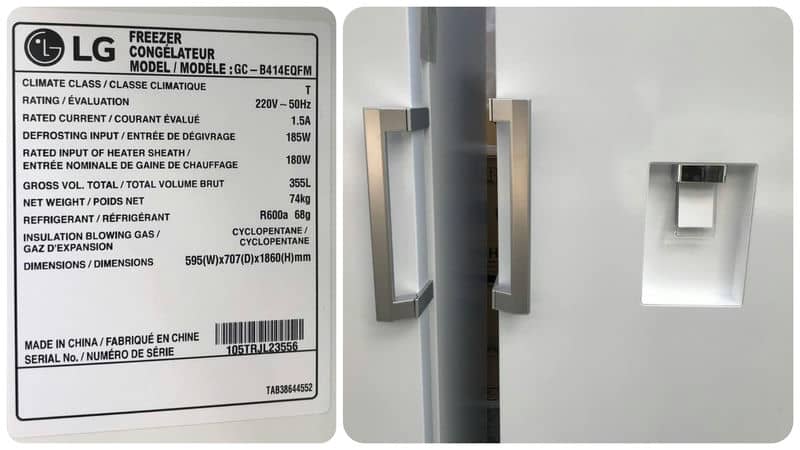 LG FREEZER
CONGÉLATEUR
MODEL / MODÈLE : GC – B414EQFM
CLIMATE CLASS / CLASSE CLIMATIQUE T
RATING / ÉVALUATION 220V – 50Hz
RATED CURRENT / COURANT ÉVALUÉ 1.5A
DEFROSTING INPUT / ENTRÉE DE DÉGIVRAGE 185W
RATED INPUT OF HEATER SHEATH /
ENTRÉE NOMINALE DE GAINE DE CHAUFFAGE 180W
GROSS VOL. TOTAL / TOTAL VOLUME BRUT 355L
NET WEIGHT / POIDS NET 74kg
REFRIGERANT / RÉFRIGÉRANT R600a 68g
INSULATION BLOWING GAS / CYCLOPENTANE /
GAZ D'EXPANSION CYCLOPENTANE
DIMENSIONS / DIMENSIONS 595(W)x707(D)x1860(H)mm
MADE IN CHINA / FABRIQUÉ EN CHINE
SERIAL No. / NUMÉRO DE SÉRIE 105TRJL23556
TAB38644552